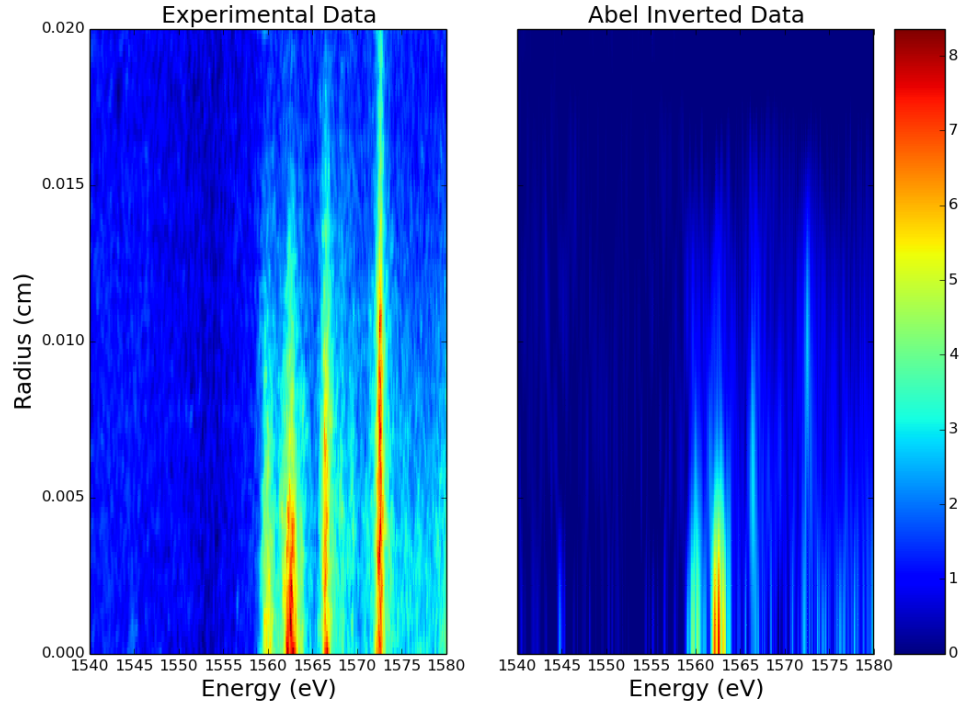 Experimental Data
Abel Inverted Data
0.020
0.015
0.010
0.005
0.000
Radius (cm)
1540 1545 1550 1555 1560 1565 1570 1575 1580
Energy (eV)
1540 1545 1550 1555 1560 1565 1570 1575 1580
Energy (eV)
8
7
6
5
4
3
2
1
0